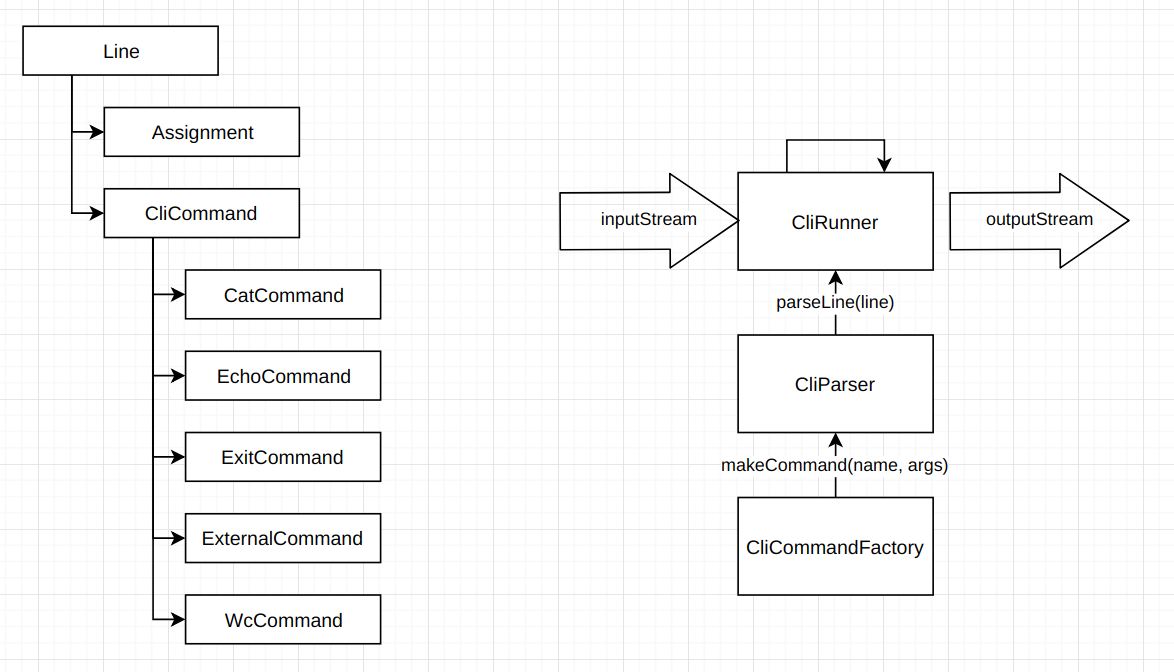 Line
Assignment
CliCommand
CatCommand
EchoCommand
ExitCommand
ExternalCommand
WcCommand
inputStream
CliRunner
outputStream
parseLine(line)
CliParser
makeCommand(name, args)
CliCommandFactory